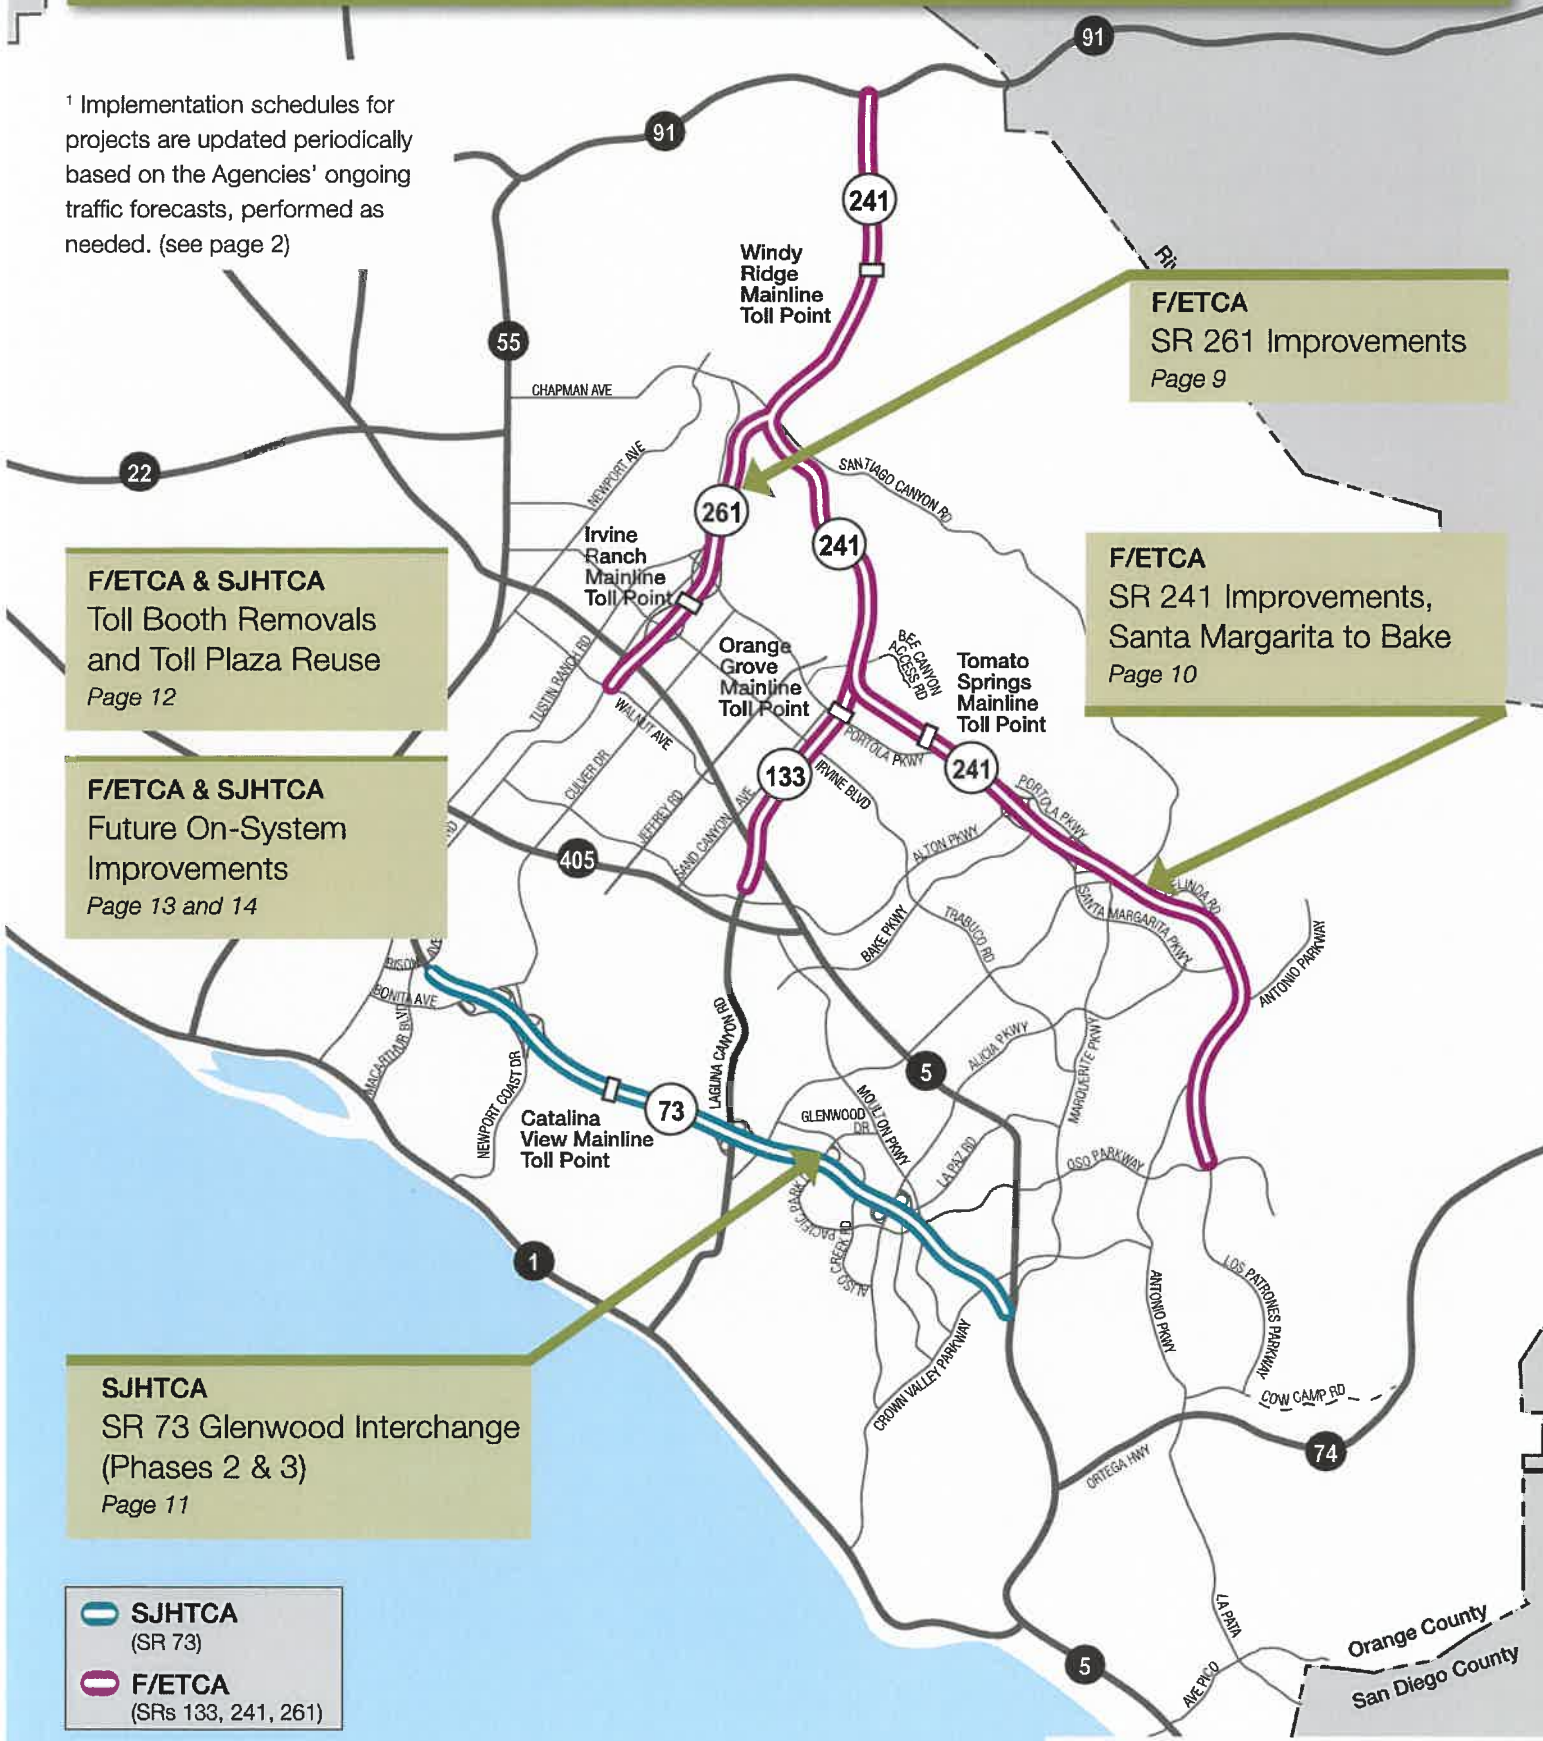 91
91
¹ Implementation schedules for
projects are updated periodically
based on the Agencies' ongoing
traffic forecasts, performed as
needed. (see page 2)
241
Windy
Ridge
Mainline
Toll Point
F/ETCA
SR 261 Improvements
Page 9
55
CHAPMAN AVE
22
NEWPORT AVE
SANTIAGO CANYON RD
261
241
Irvine
Ranch
Mainline
Toll Point
F/ETCA & SJHTCA
Toll Booth Removals
and Toll Plaza Reuse
Page 12
F/ETCA
SR 241 Improvements,
Santa Margarita to Bake
Page 10
TUSTIN RANCH RD
WALNUT AVE
Orange
Grove
Mainline
Toll Point
BEE CANYON
ACCESS RD
Tomato
Springs
Mainline
Toll Point
PORTOLA PKWY
241
133
IRVINE BLVD
CULVER DR
JEFFREY RD
SAND CANYON AVE
PORTOLA PKWY
ALTON PKWY
F/ETCA & SJHTCA
Future On-System
Improvements
Page 13 and 14
405
SANTA MARGARITA PKWY
BAKE PKWY
TRABUCO RD
ANTONIO PARKWAY
BISON AVE
BONITA AVE
MACARTHUR BLVD
NEWPORT COAST DR
LAGUNA CANYON RD
ALICIA PKWY
MARGUERITE PKWY
5
73
Catalina
View Mainline
Toll Point
GLENWOOD
DR
MOULTON PKWY
LA PAZ RD
OSO PARKWAY
PACIFIC PARK
ALISO CREEK RD
1
CROWN VALLEY PARKWAY
ANTONIO PKWY
LOS PATRONES PARKWAY
COW CAMP RD
SJHTCA
SR 73 Glenwood Interchange
(Phases 2 & 3)
Page 11
74
ORTEGA HWY
SJHTCA
(SR 73)
F/ETCA
(SRs 133, 241, 261)
LA PATA
AVE PICO
5
Orange County
San Diego County